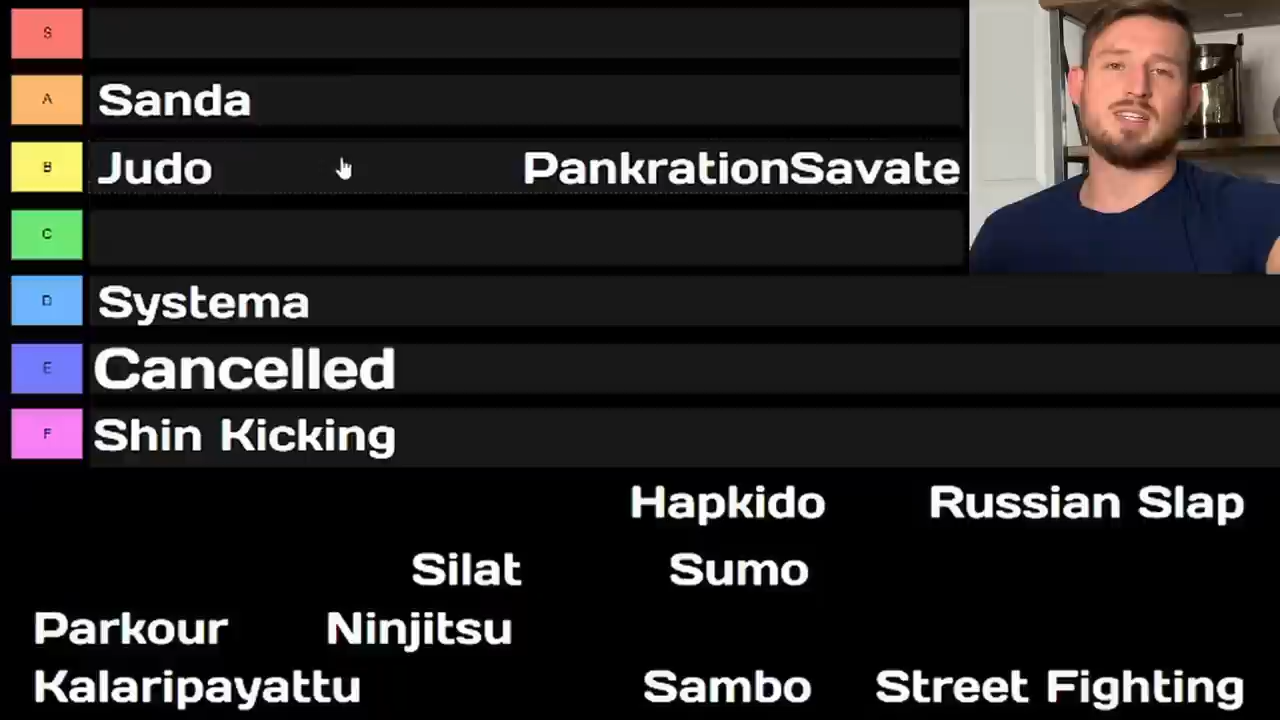 S
A Sanda
B Judo PankrationSavate
C
D Systema
E Cancelled
F Shin Kicking
Hapkido Russian Slap
Silat Sumo
Parkour Ninjitsu
Kalaripayattu Sambo Street Fighting